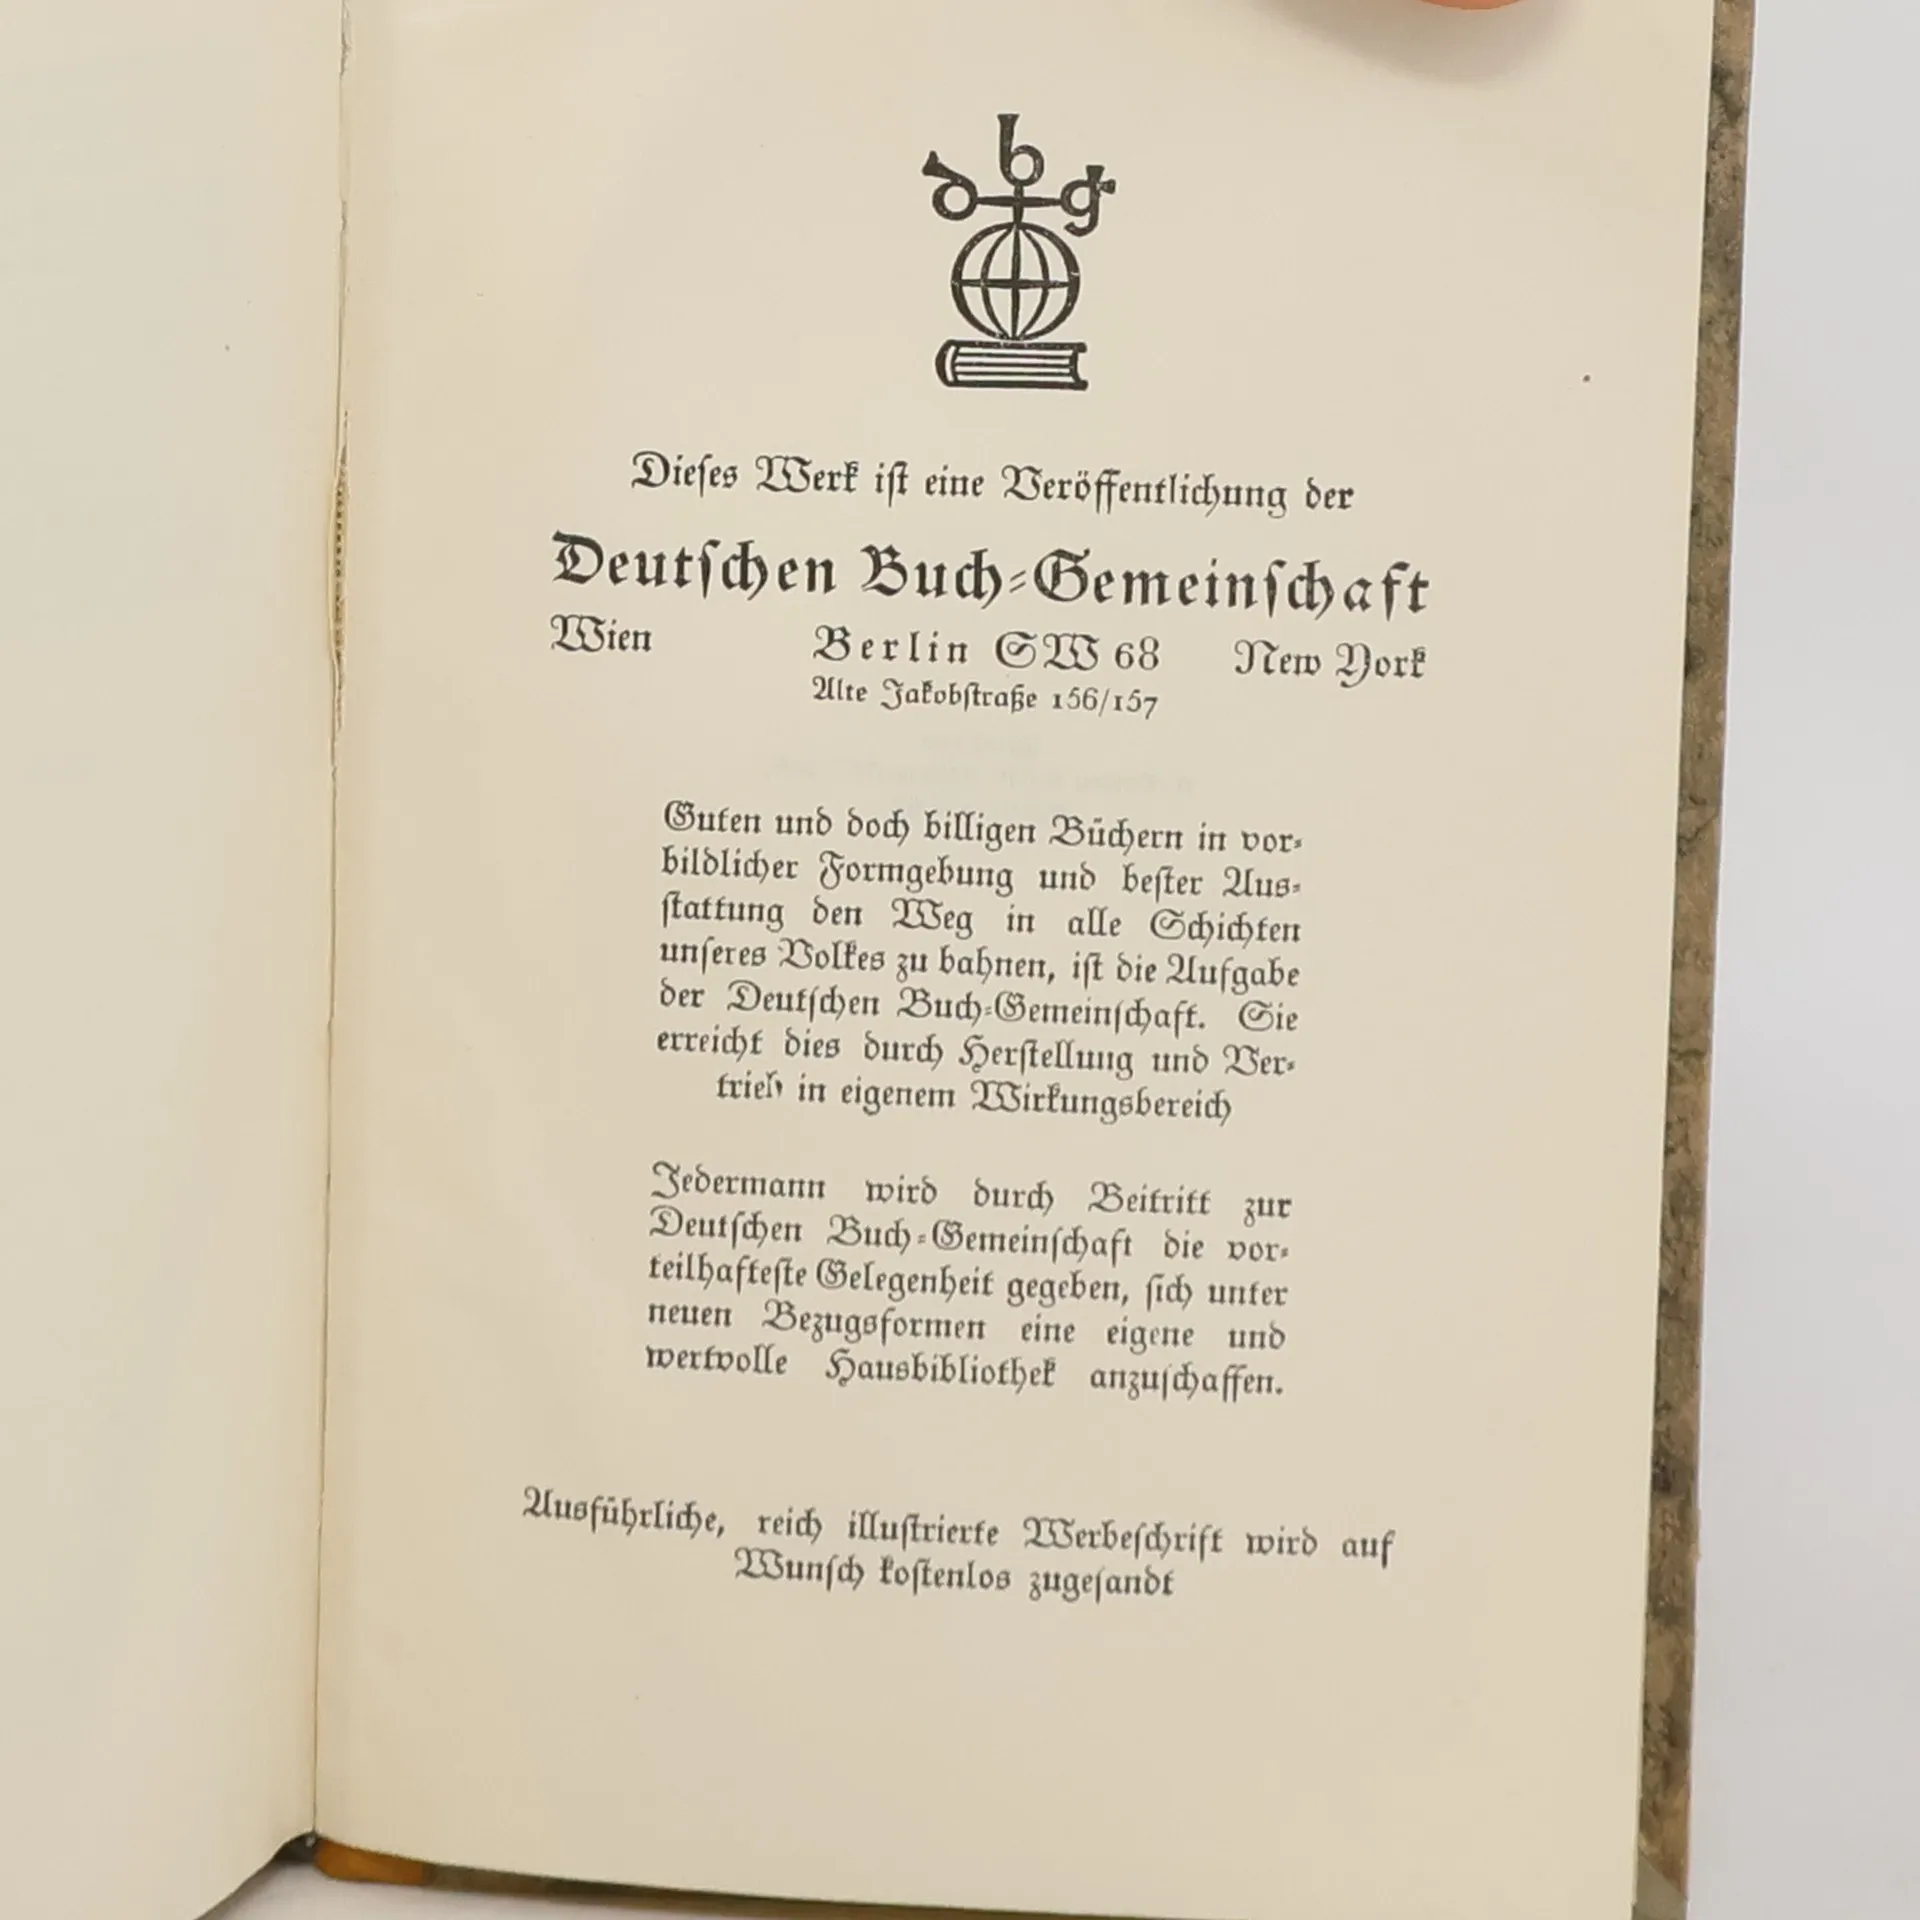 dbg
Dieſes Werk iſt eine Veröffentlichung der
Deutſchen Buch-Gemeinſchaft
Wien Berlin SW 68 New York
Alte Jakobſtraße 156/157
Guten und doch billigen Büchern in vor-
bildlicher Formgebung und beſter Aus-
ſtattung den Weg in alle Schichten
unſeres Volkes zu bahnen, iſt die Aufgabe
der Deutſchen Buch-Gemeinſchaft. Sie
erreicht dies durch Herſtellung und Ver-
trieb in eigenem Wirkungsbereich
Jedermann wird durch Beitritt zur
Deutſchen Buch-Gemeinſchaft die vor-
teilhafteſte Gelegenheit gegeben, ſich unter
neuen Bezugsformen eine eigene und
wertvolle Hausbibliothek anzuſchaffen.
Ausführliche, reich illuſtrierte Werbeſchrift wird auf
Wunſch koſtenlos zugeſandt